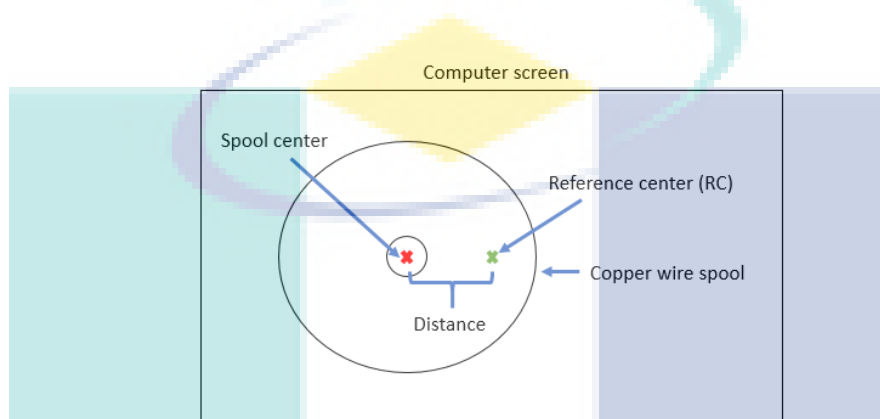 Computer screen
Spool center
Reference center (RC)
Copper wire spool
Distance